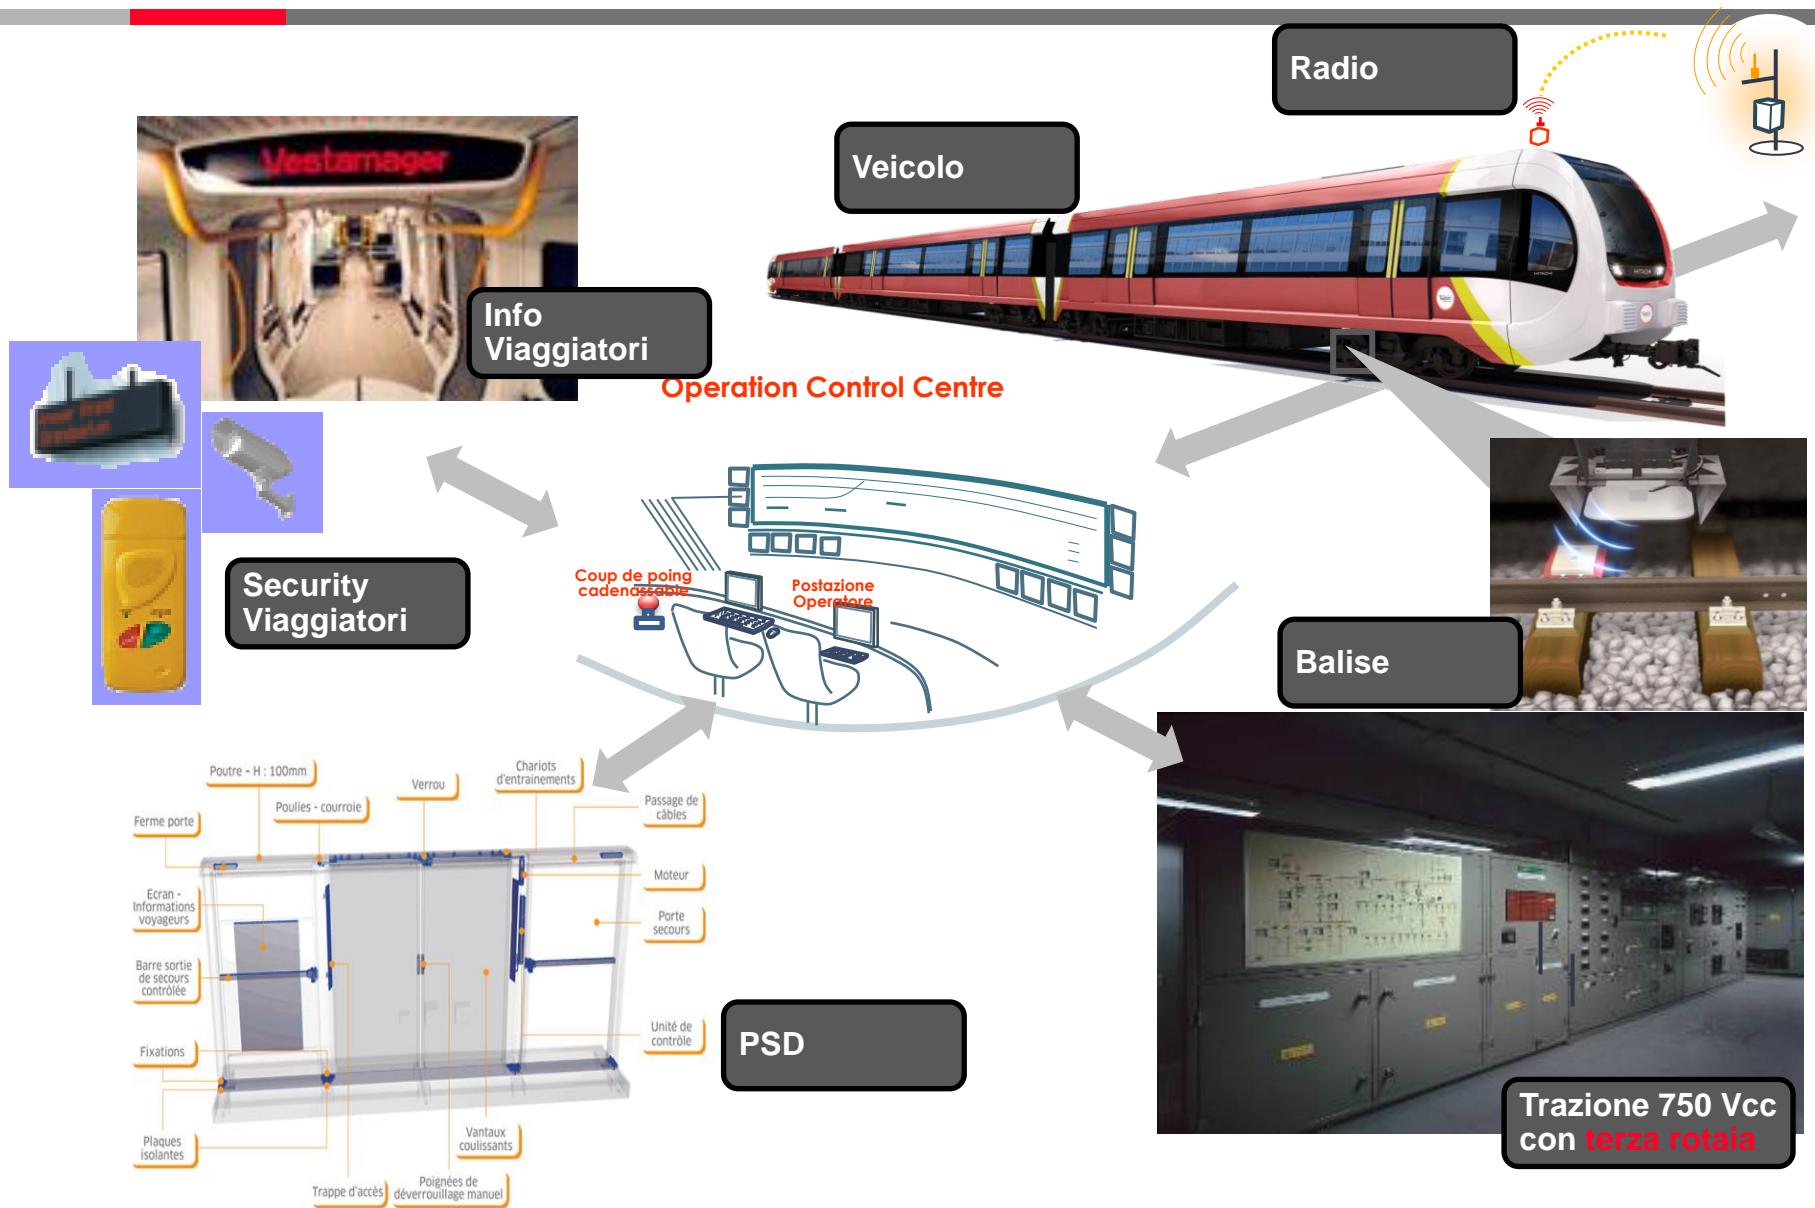 Radio
Veicolo
Vestamager
Info
Viaggiatori
HITACHI
Operation Control Centre
Coup de poing
cadenassable
Postazione
Operatore
Security
Viaggiatori
Balise
Poutre - H : 100mm
Verrou
Chariots
d'entrainements
Poulies - courroie
Passage de
câbles
Ferme porte
Moteur
Ecran -
Informations
voyageurs
Porte
secours
Barre sortie
de secours
contrôlée
Unité de
contrôle
Fixations
PSD
Plaques
isolantes
Vantaux
coulissants
Trappe d'accès
Poignées de
déverrouillage manuel
Trazione 750 Vcc
con terza rotaia